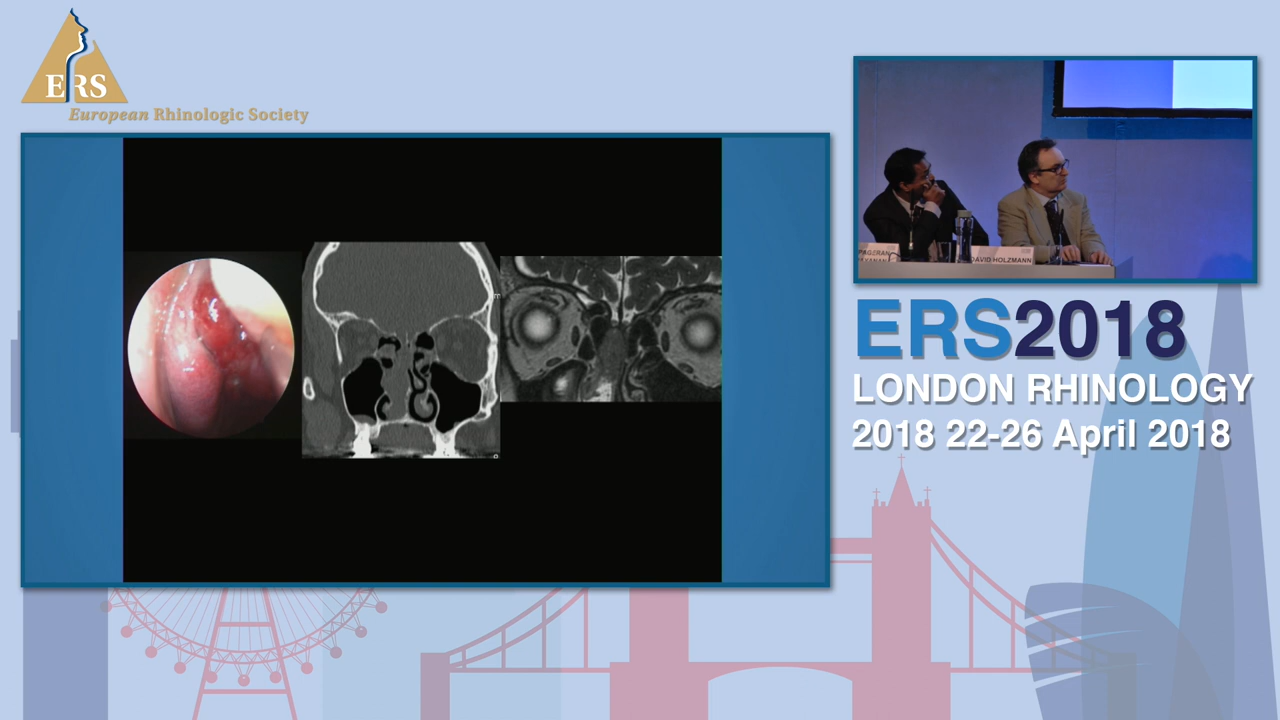 ERS
European Rhinologic Society
DAVID HOLZMANN
ERS2018
LONDON RHINOLOGY
2018 22-26 April 2018